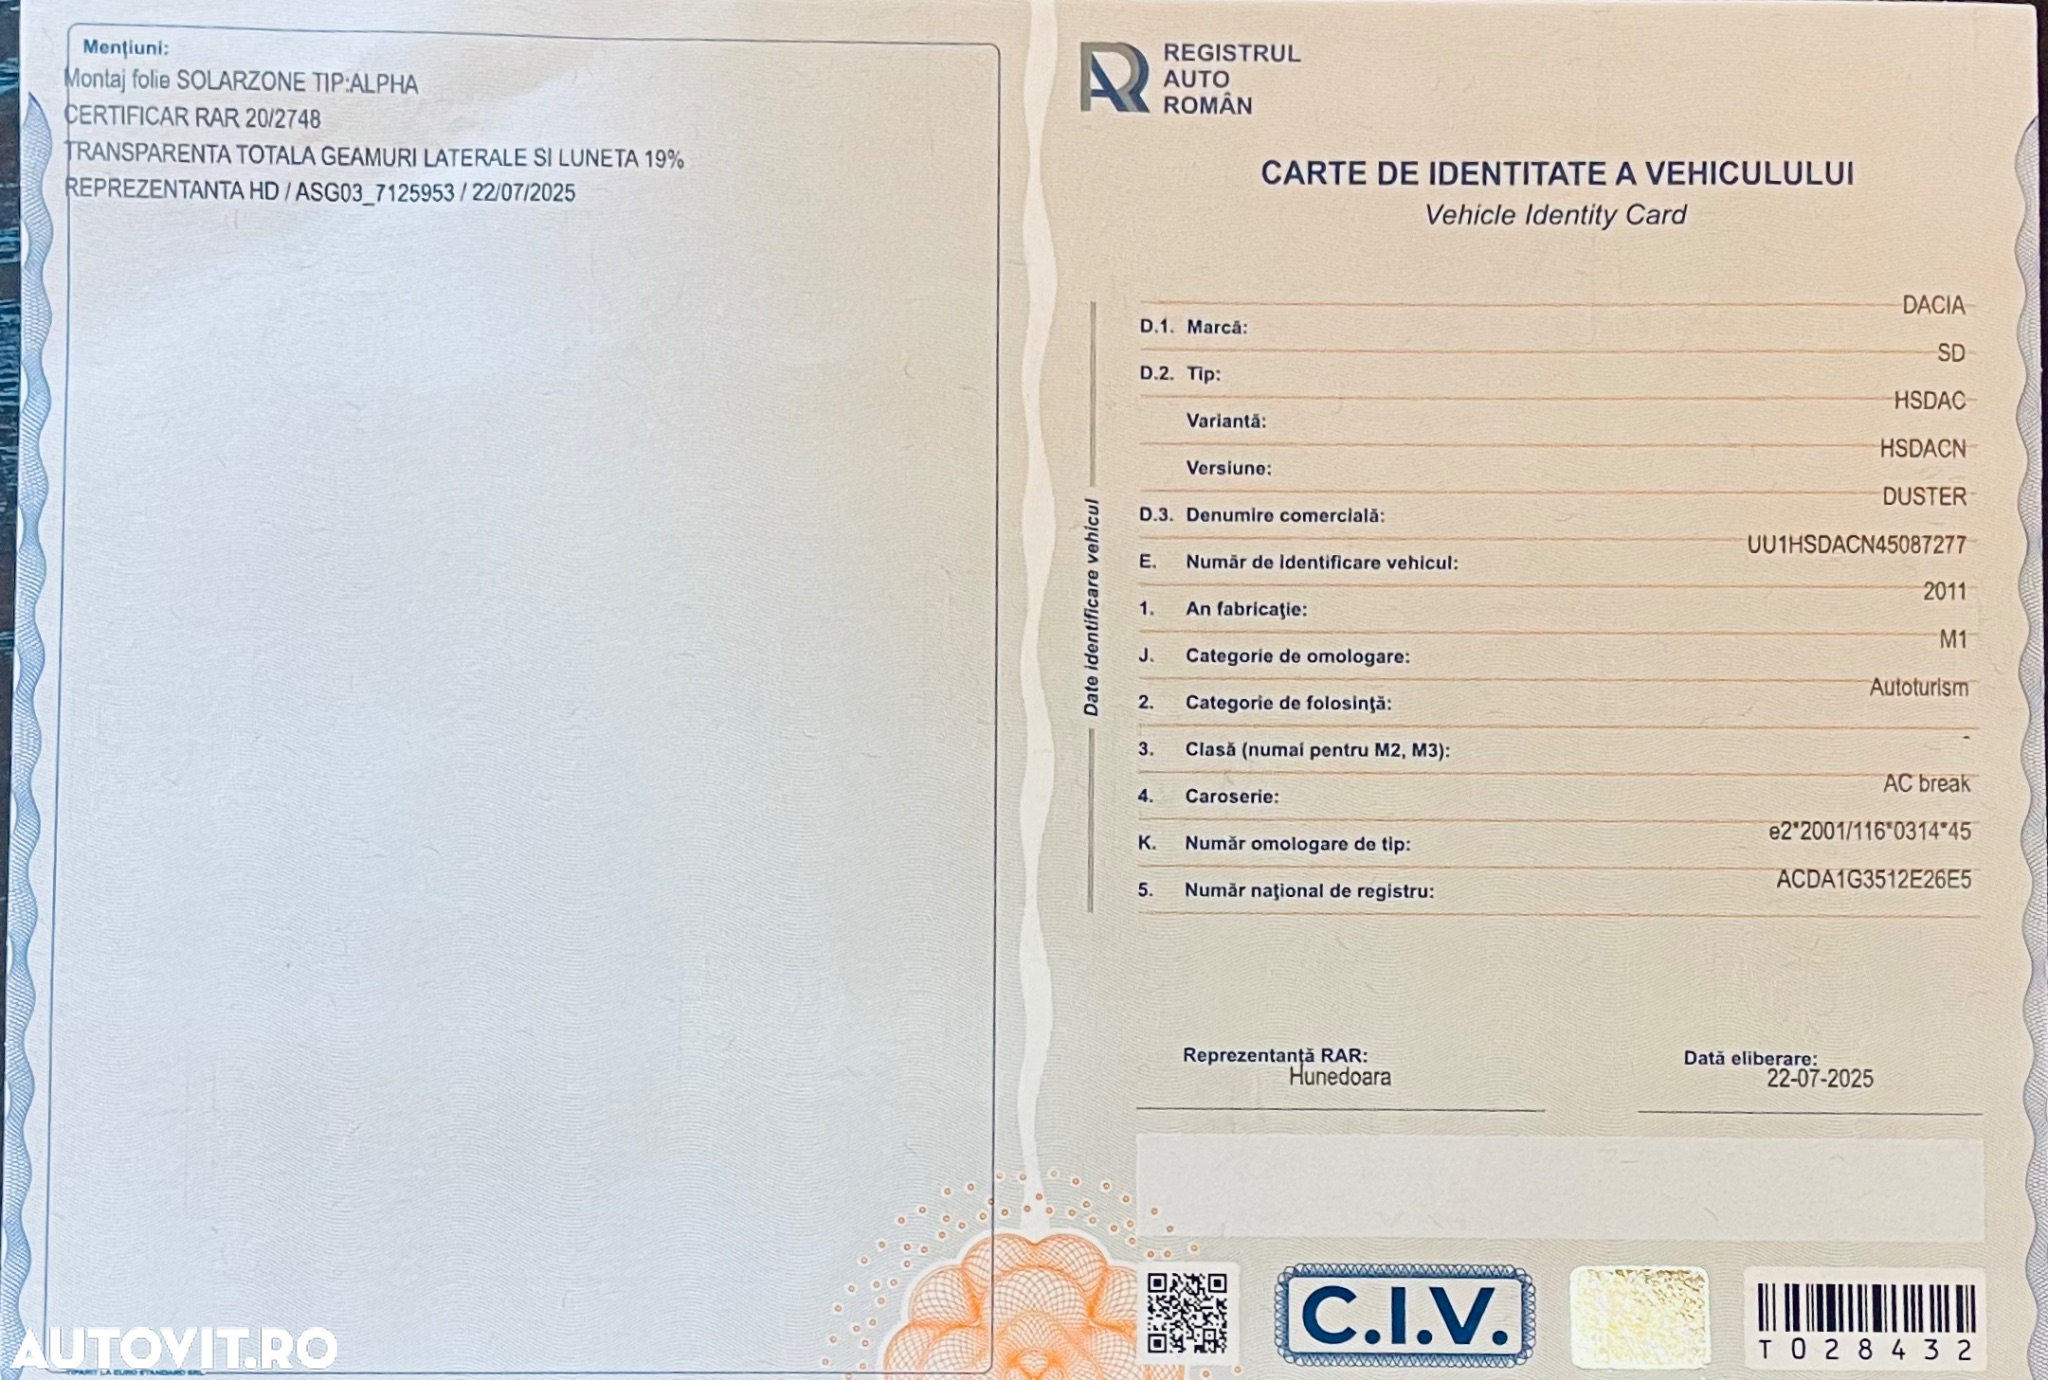 Mențiuni:
Montaj folie SOLARZONE TIP:ALPHA
CERTIFICAR RAR 20/2748
TRANSPARENTA TOTALA GEAMURI LATERALE SI LUNETA 19%
REPREZENTANTA HD / ASG03_7125953 / 22/07/2025
REGISTRUL
AUTO
ROMÂN
CARTE DE IDENTITATE A VEHICULULUI
Vehicle Identity Card
Date identificare vehicul
D.1. Marcă: DACIA
D.2. Tip: SD
Variantă: HSDAC
Versiune: HSDACN
D.3. Denumire comercială: DUSTER
E. Număr de identificare vehicul: UU1HSDACN45087277
1. An fabricație: 2011
J. Categorie de omologare: M1
2. Categorie de folosință: Autoturism
3. Clasă (numai pentru M2, M3): -
4. Caroserie: AC break
K. Număr omologare de tip: e2*2001/116*0314*45
5. Număr național de registru: ACDA1G3512E26E5
Reprezentanță RAR: Dată eliberare:
Hunedoara 22-07-2025
C.I.V.
T028432
AUTOVIT.RO
TIPARIT LA EURO STANDARD SRL